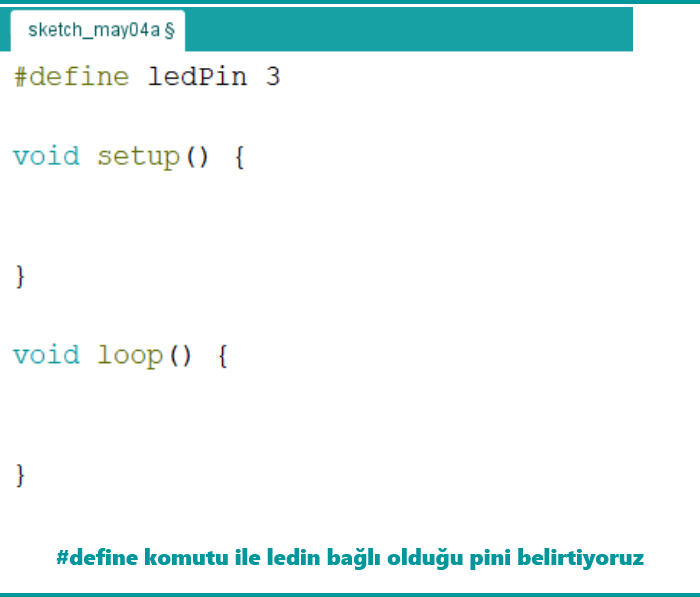 sketch_may04a §
#define ledPin 3
void setup() {
}
void loop() {
}
#define komutu ile ledin bağlı olduğu pini belirtiyoruz